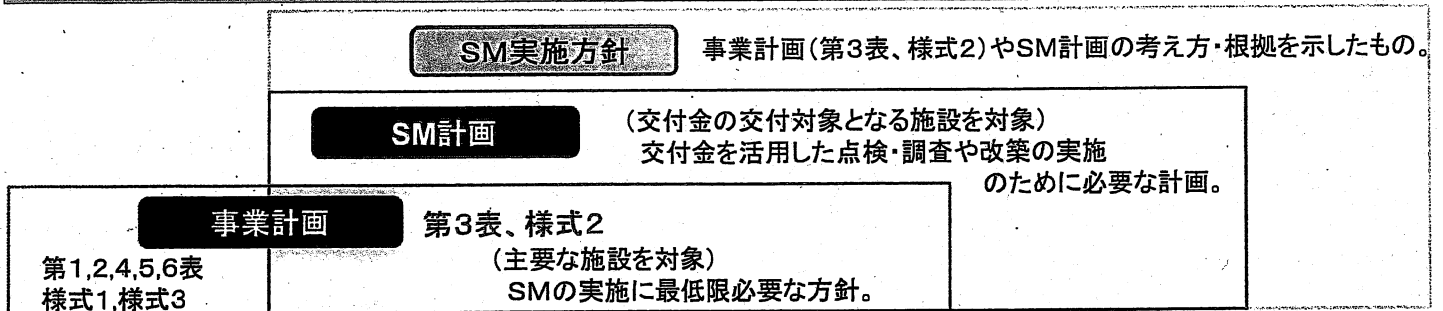 SM実施方針 事業計画(第3表、様式2)やSM計画の考え方・根拠を示したもの。
SM計画 (交付金の交付対象となる施設を対象)
交付金を活用した点検・調査や改築の実施
のために必要な計画。
事業計画 第3表、様式2
(主要な施設を対象)
SMの実施に最低限必要な方針。
第1,2,4,5,6表
様式1,様式3